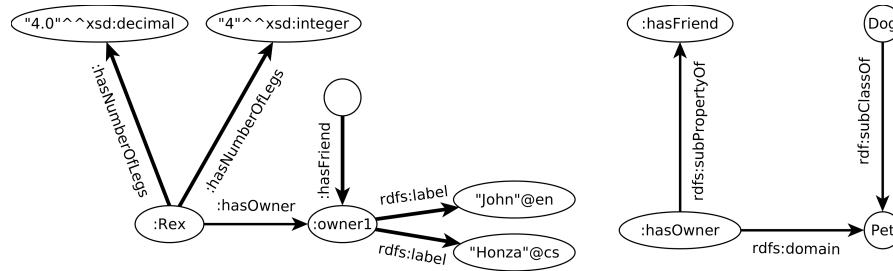 "4.0"^^xsd:decimal
"4"^^xsd:integer
:hasFriend
Dog
:hasNumberOfLegs
:hasNumberOfLegs
:hasFriend
rdfs:subPropertyOf
rdf:subClassOf
:hasOwner
rdfs:label
"John"@en
:Rex
:owner1
:hasOwner
Pet
rdfs:label
"Honza"@cs
rdfs:domain